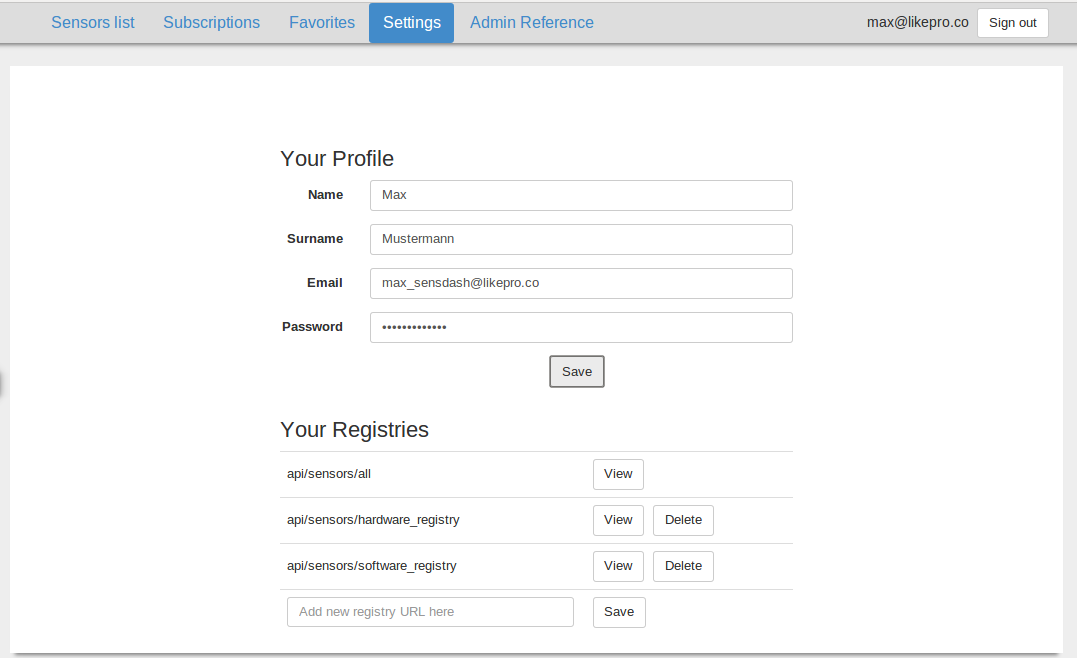 Sensors list Subscriptions Favorites Settings Admin Reference max@likepro.co Sign out
Your Profile
Name Max
Surname Mustermann
Email max_sensdash@likepro.co
Password •••••••••••••
Save
Your Registries
api/sensors/all View
api/sensors/hardware_registry View Delete
api/sensors/software_registry View Delete
Add new registry URL here Save